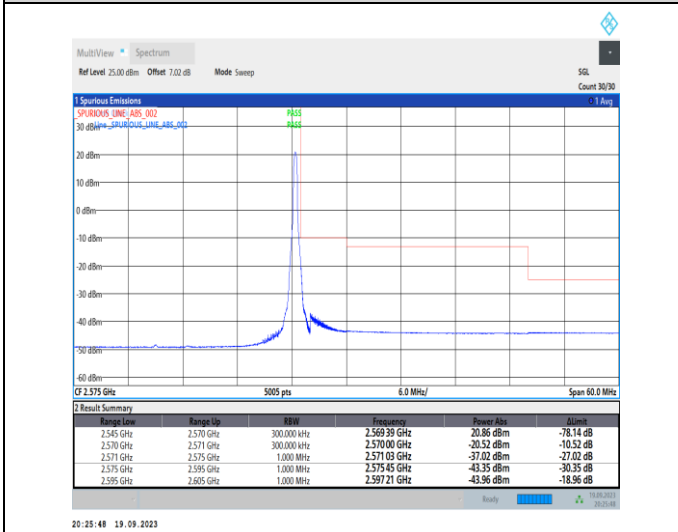 MultiView Spectrum
Ref Level 25.00 dBm Offset 7.02 dB Mode Sweep SGL
Count 30/30
1 Spurious Emissions 1 Avg
SPURIOUS_LINE_ABS_002 PASS
30 dBm Line _SPURIOUS_LINE_ABS_002 PASS
20 dBm
10 dBm
0 dBm
-10 dBm
-20 dBm
-30 dBm
-40 dBm
-50 dBm
-60 dBm
CF 2.575 GHz 5005 pts 6.0 MHz/ Span 60.0 MHz
2 Result Summary
Range Low Range Up RBW Frequency Power Abs ΔLimit
2.545 GHz 2.570 GHz 300.000 kHz 2.569 39 GHz 20.86 dBm -78.14 dB
2.570 GHz 2.571 GHz 300.000 kHz 2.570 00 GHz -20.52 dBm -10.52 dB
2.571 GHz 2.575 GHz 1.000 MHz 2.571 03 GHz -37.02 dBm -27.02 dB
2.575 GHz 2.595 GHz 1.000 MHz 2.575 45 GHz -43.35 dBm -30.35 dB
2.595 GHz 2.605 GHz 1.000 MHz 2.597 21 GHz -43.96 dBm -18.96 dB
Ready 19.09.2023
20:25:48
20:25:48 19.09.2023